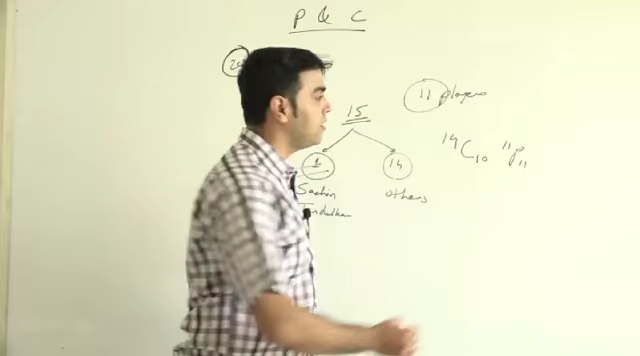 P & C
15
11 players
1
14
Sachin
Tendulkar
others
¹⁴C₁₀ ¹¹P₁₁